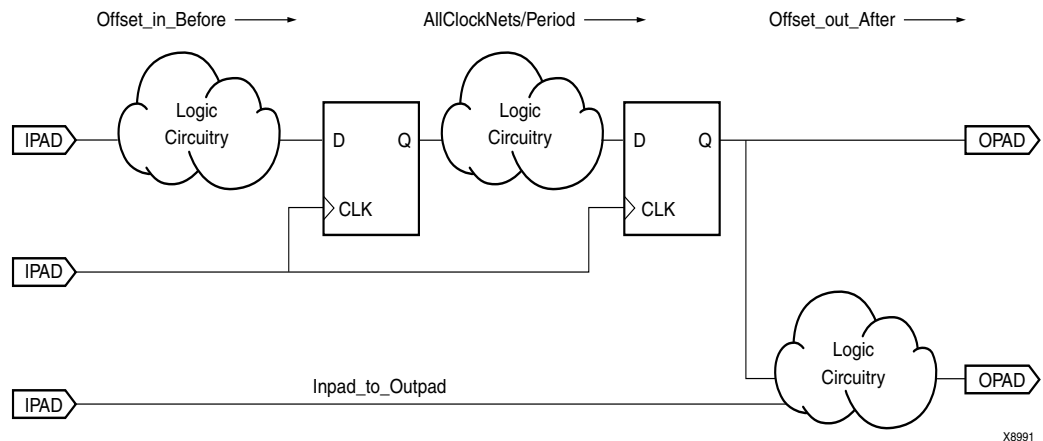 Offset_in_Before
AllClockNets/Period
Offset_out_After
Logic
Circuitry
Logic
Circuitry
IPAD
D
Q
D
Q
OPAD
CLK
CLK
IPAD
Logic
Circuitry
OPAD
Inpad_to_Outpad
IPAD
X8991